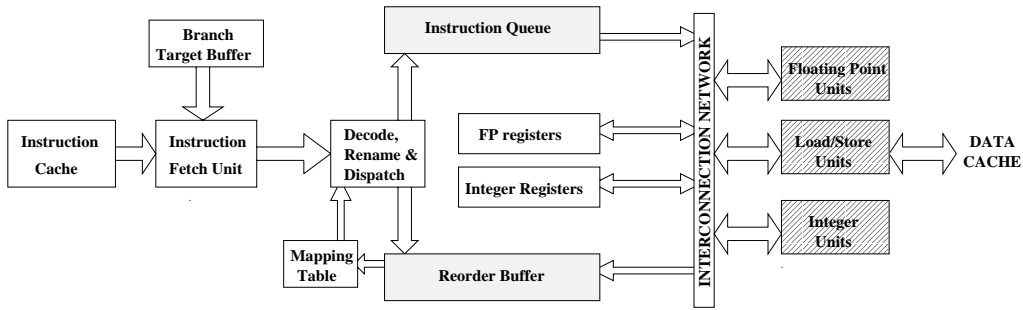 Branch
Target Buffer
Instruction Queue
Instruction
Cache
Instruction
Fetch Unit
Decode,
Rename &
Dispatch
FP registers
Integer Registers
Mapping
Table
Reorder Buffer
INTERCONNECTION NETWORK
Floating Point
Units
Load/Store
Units
Integer
Units
DATA
CACHE